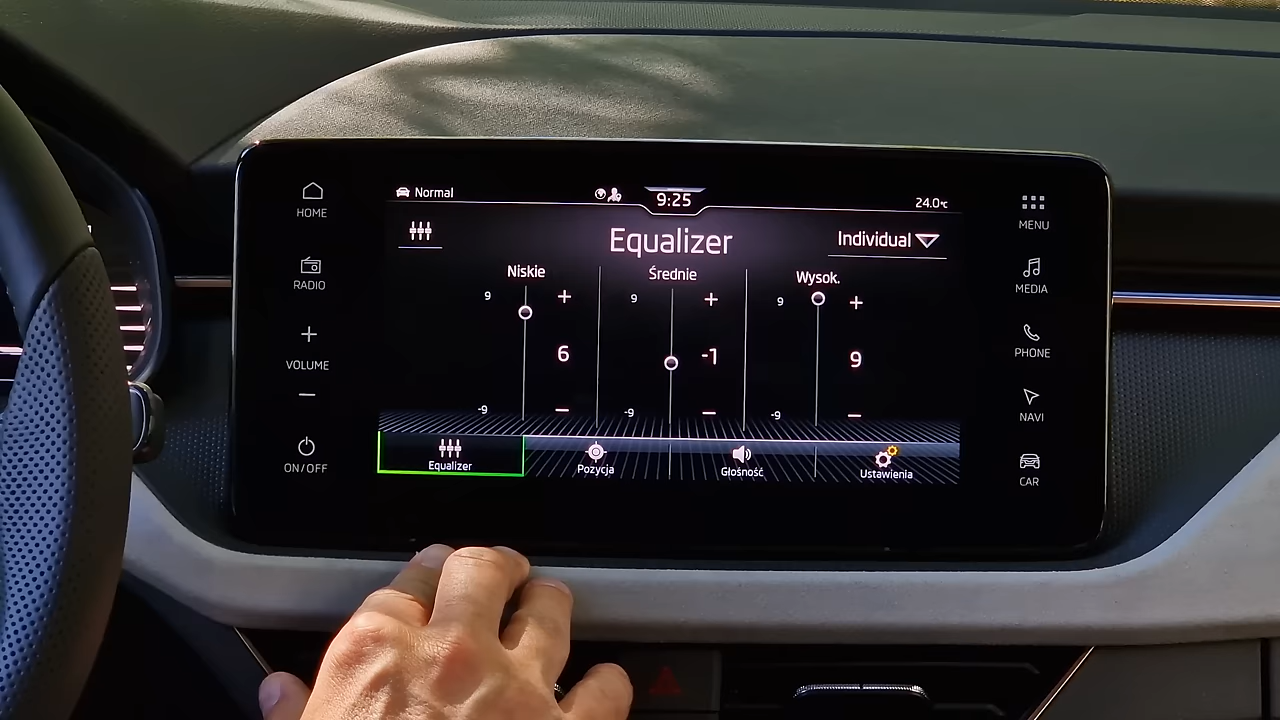 HOME
RADIO
VOLUME
ON/OFF
Normal
9:25
24.0°C
Equalizer
Individual
Niskie
Średnie
Wysok.
9
+
9
+
9
+
6
-1
9
-9
−
-9
−
-9
−
Equalizer
Pozycja
Głośność
Ustawienia
MENU
MEDIA
PHONE
NAVI
CAR